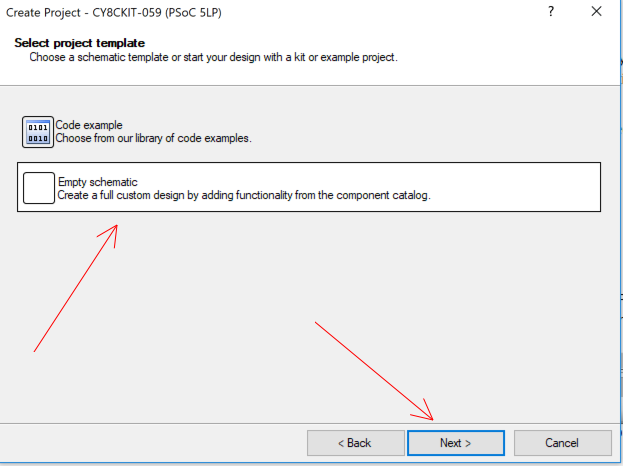 Create Project - CY8CKIT-059 (PSoC 5LP)
?
Select project template
Choose a schematic template or start your design with a kit or example project.
0101
0010
Code example
Choose from our library of code examples.
Empty schematic
Create a full custom design by adding functionality from the component catalog.
< Back
Next >
Cancel